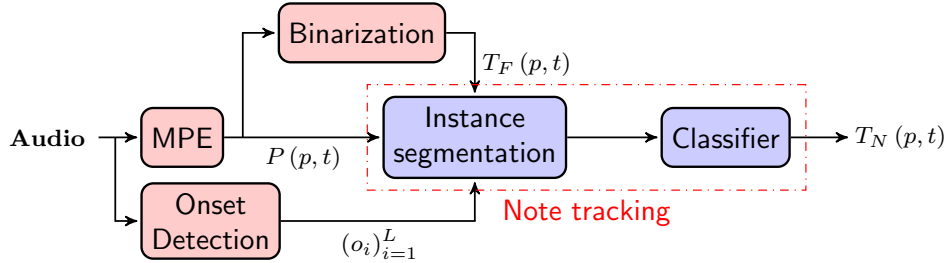 Binarization
T_F (p, t)
Audio
MPE
P (p, t)
Instance
segmentation
Classifier
T_N (p, t)
Onset
Detection
(o_i)_{i=1}^L
Note tracking